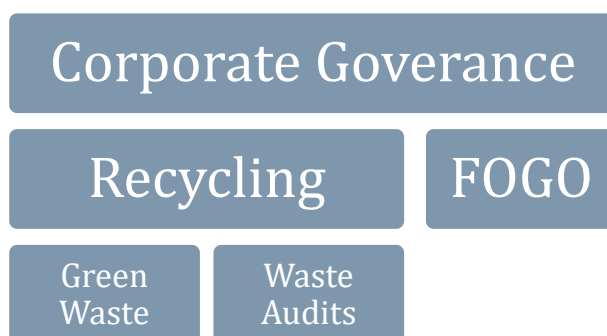 Corporate Goverance
Recycling
FOGO
Green
Waste
Waste
Audits